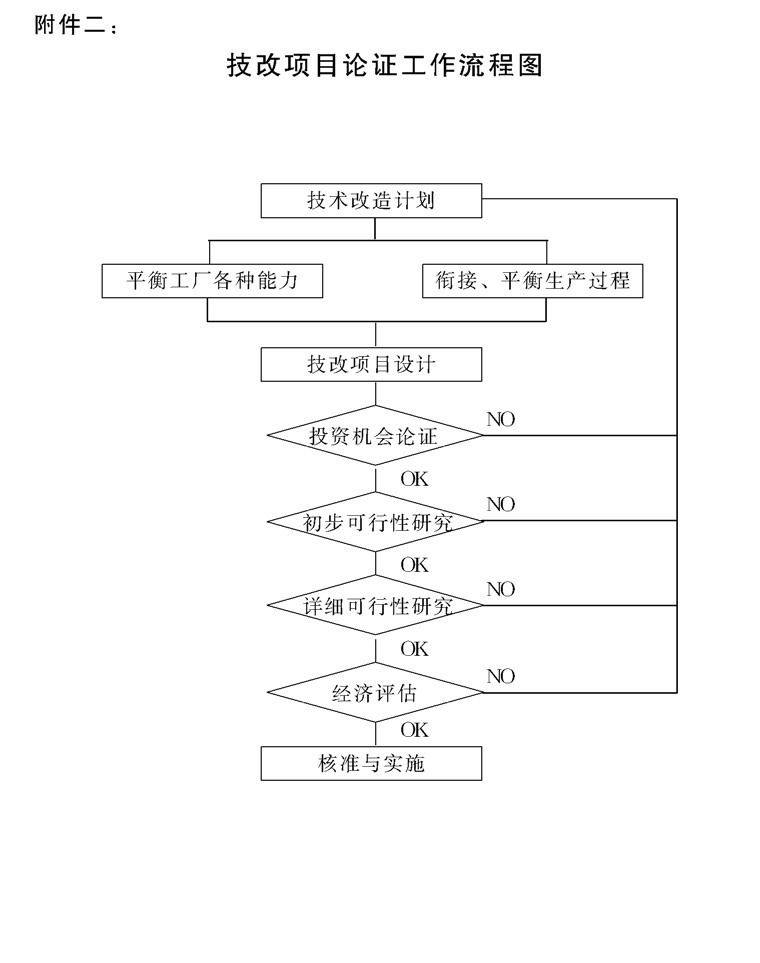 附件二：
技改项目论证工作流程图
技术改造计划
平衡工厂各种能力
衔接、平衡生产过程
技改项目设计
投资机会论证
NO
OK
初步可行性研究
NO
OK
详细可行性研究
NO
OK
经济评估
NO
OK
核准与实施